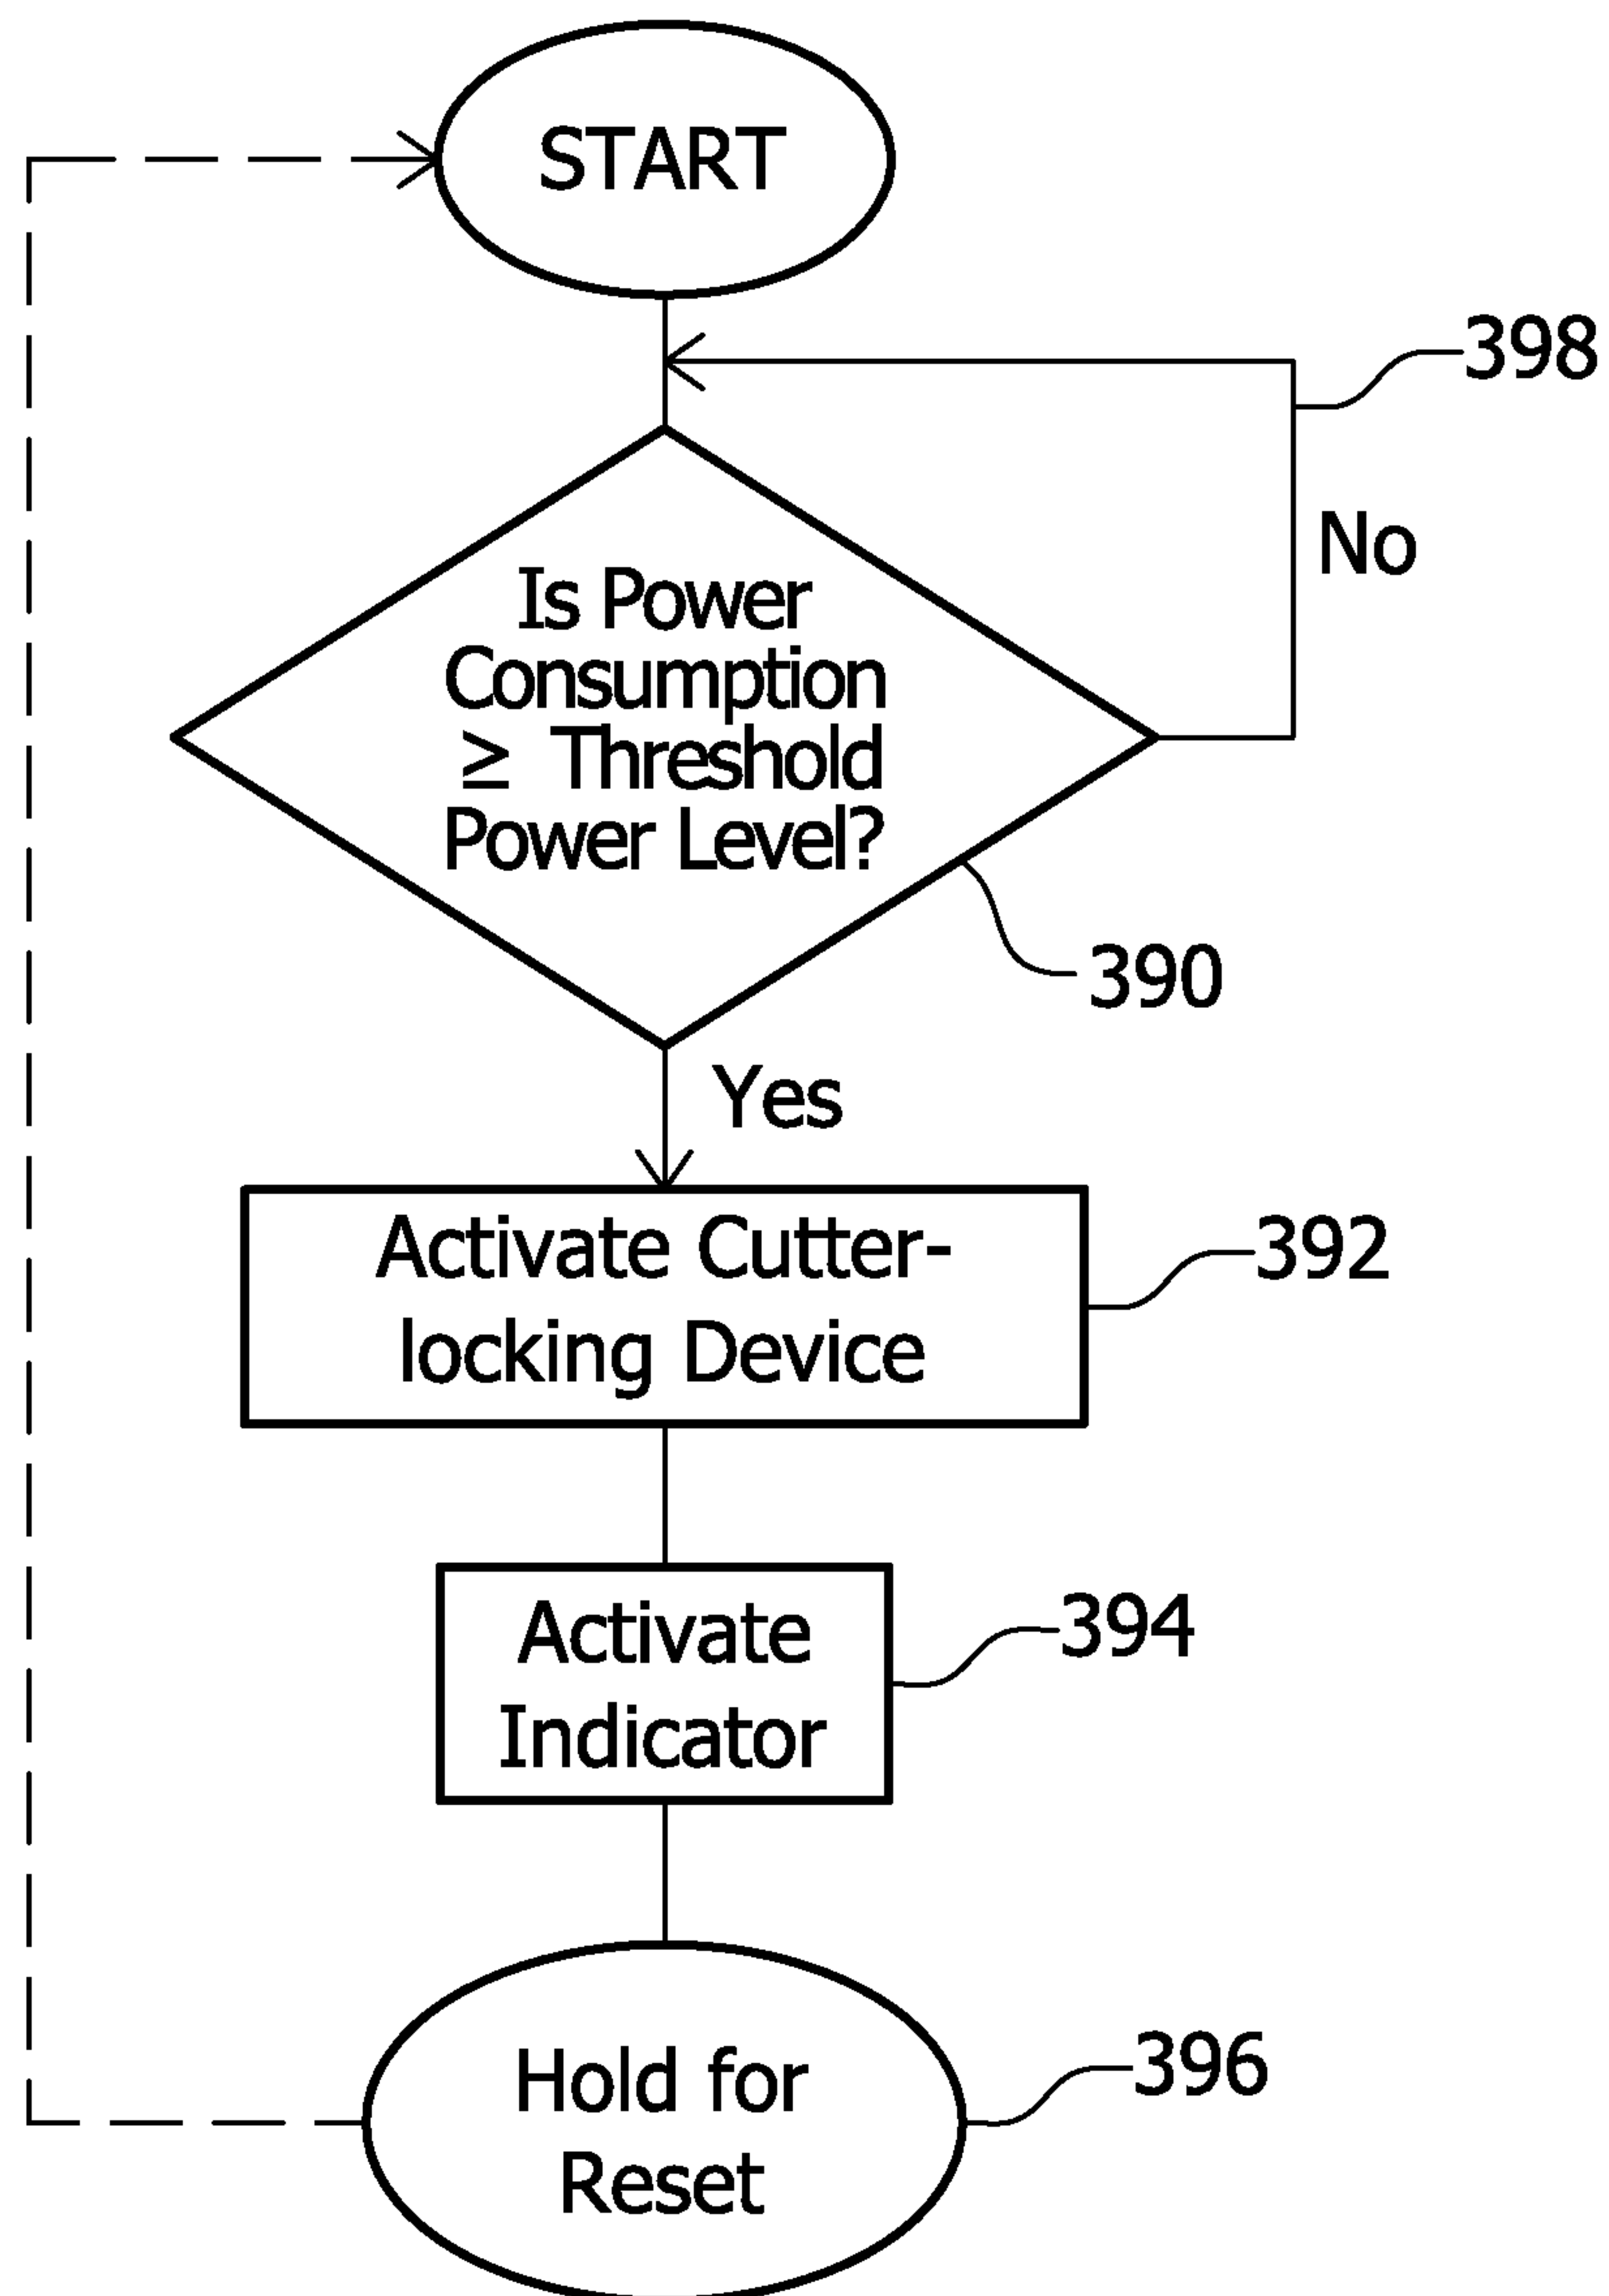 START
398
No
Is Power
Consumption
≥ Threshold
Power Level?
390
Yes
Activate Cutter-
locking Device
392
Activate
Indicator
394
Hold for
Reset
396